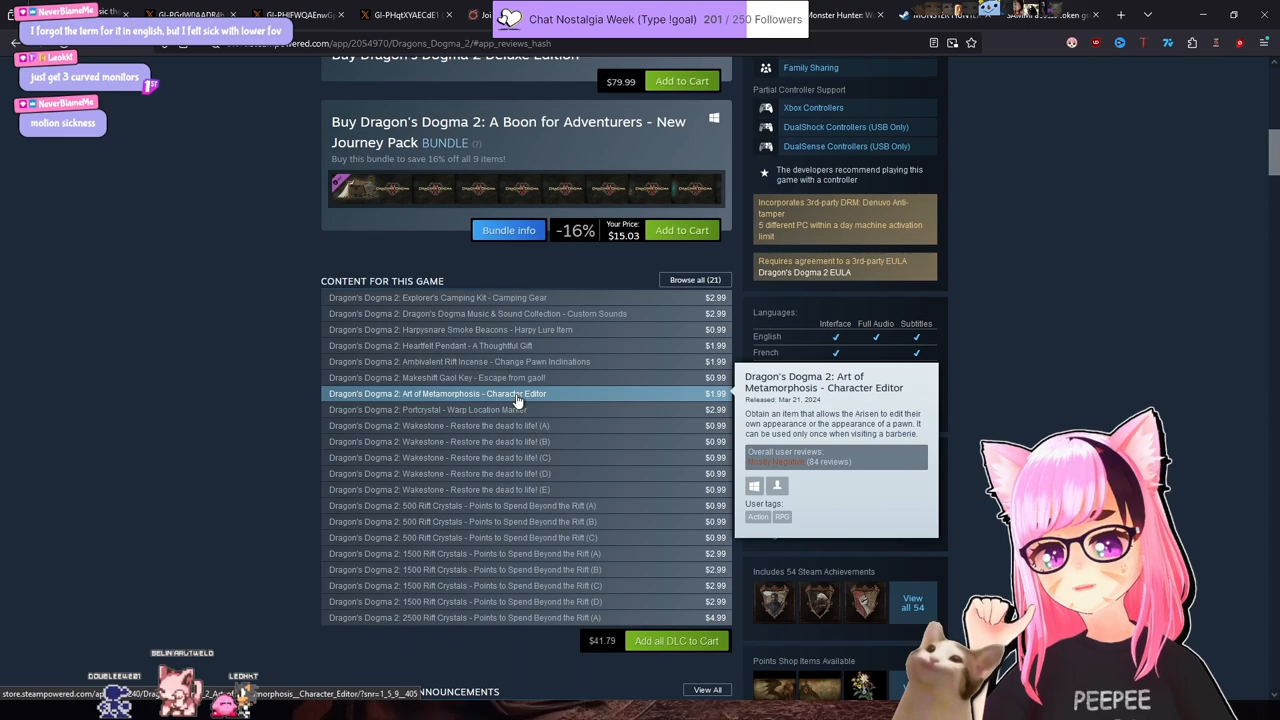 NeverBlameMe
I forgot the term for it in english, but I felt sick with lower fov
Leohkt
just get 3 curved monitors
1ST
NeverBlameMe
motion sickness
Chat Nostalgia Week (Type !goal) 201 / 250 Followers
steampowered.com/app/2054970/Dragons_Dogma_2/#app_reviews_hash
$79.99 Add to Cart
Buy Dragon's Dogma 2: A Boon for Adventurers - New
Journey Pack BUNDLE (?)
Buy this bundle to save 16% off all 9 items!
Bundle info -16% Your Price: $15.03 Add to Cart
CONTENT FOR THIS GAME Browse all (21)
Dragon's Dogma 2: Explorer's Camping Kit - Camping Gear $2.99
Dragon's Dogma 2: Dragon's Dogma Music & Sound Collection - Custom Sounds $2.99
Dragon's Dogma 2: Harpysnare Smoke Beacons - Harpy Lure Item $0.99
Dragon's Dogma 2: Heartfelt Pendant - A Thoughtful Gift $1.99
Dragon's Dogma 2: Ambivalent Rift Incense - Change Pawn Inclinations $1.99
Dragon's Dogma 2: Makeshift Gaol Key - Escape from gaol! $0.99
Dragon's Dogma 2: Art of Metamorphosis - Character Editor $1.99
Dragon's Dogma 2: Portcrystal - Warp Location Marker $2.99
Dragon's Dogma 2: Wakestone - Restore the dead to life! (A) $0.99
Dragon's Dogma 2: Wakestone - Restore the dead to life! (B) $0.99
Dragon's Dogma 2: Wakestone - Restore the dead to life! (C) $0.99
Dragon's Dogma 2: Wakestone - Restore the dead to life! (D) $0.99
Dragon's Dogma 2: Wakestone - Restore the dead to life! (E) $0.99
Dragon's Dogma 2: 500 Rift Crystals - Points to Spend Beyond the Rift (A) $0.99
Dragon's Dogma 2: 500 Rift Crystals - Points to Spend Beyond the Rift (B) $0.99
Dragon's Dogma 2: 500 Rift Crystals - Points to Spend Beyond the Rift (C) $0.99
Dragon's Dogma 2: 1500 Rift Crystals - Points to Spend Beyond the Rift (A) $2.99
Dragon's Dogma 2: 1500 Rift Crystals - Points to Spend Beyond the Rift (B) $2.99
Dragon's Dogma 2: 1500 Rift Crystals - Points to Spend Beyond the Rift (C) $2.99
Dragon's Dogma 2: 1500 Rift Crystals - Points to Spend Beyond the Rift (D) $2.99
Dragon's Dogma 2: 2500 Rift Crystals - Points to Spend Beyond the Rift (A) $4.99
$41.79 Add all DLC to Cart
ANNOUNCEMENTS View All
Family Sharing
Partial Controller Support
Xbox Controllers
DualShock Controllers (USB Only)
DualSense Controllers (USB Only)
The developers recommend playing this
game with a controller
Incorporates 3rd-party DRM: Denuvo Anti-
tamper
5 different PC within a day machine activation
limit
Requires agreement to a 3rd-party EULA
Dragon's Dogma 2 EULA
Languages:
Interface Full Audio Subtitles
English ✔ ✔ ✔
French ✔ ✔
Dragon's Dogma 2: Art of
Metamorphosis - Character Editor
Released: Mar 21, 2024
Obtain an item that allows the Arisen to edit their
own appearance or the appearance of a pawn. It
can be used only once when visiting a barberie.
Overall user reviews:
Mostly Negative (84 reviews)
User tags:
Action RPG
Includes 54 Steam Achievements
View
all 54
Points Shop Items Available
PEEPEE